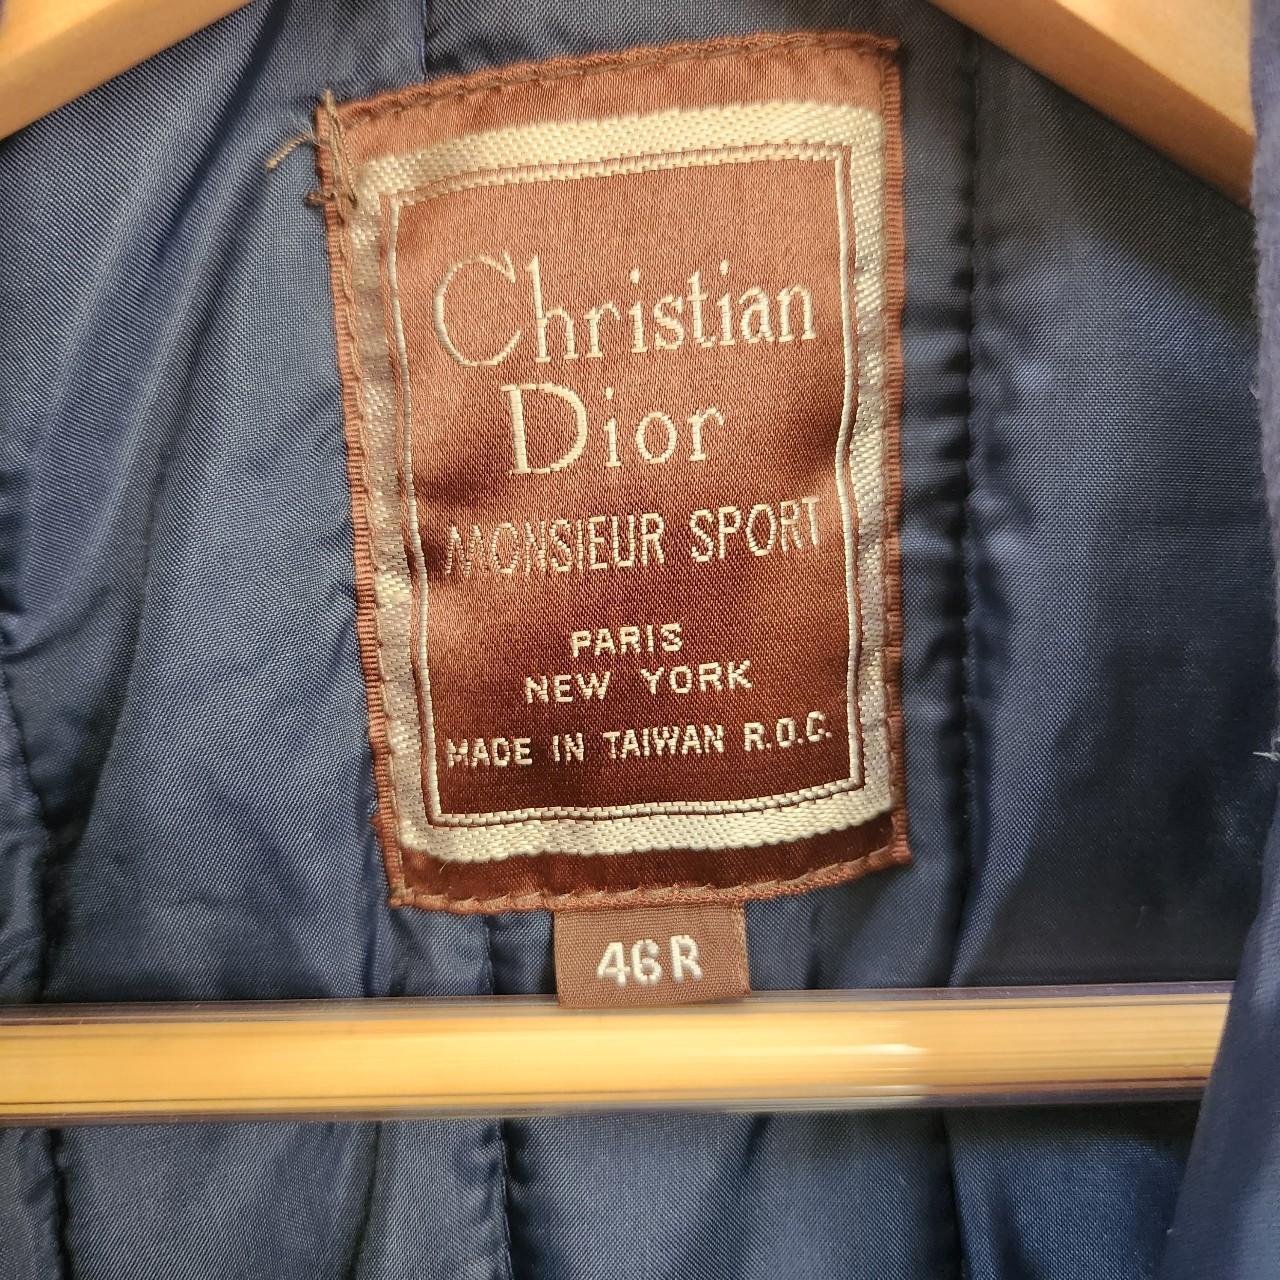 Christian
Dior
MONSIEUR SPORT
PARIS
NEW YORK
MADE IN TAIWAN R.O.C.
46R